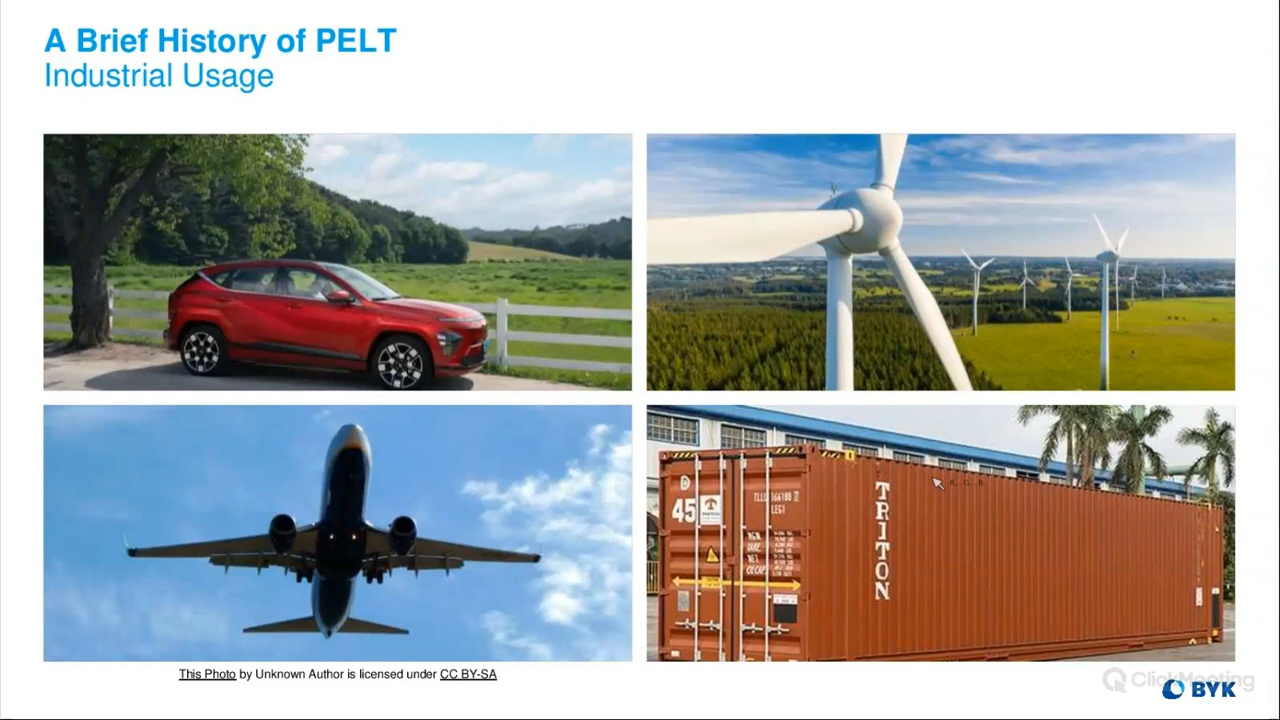 A Brief History of PELT
Industrial Usage
45
TRITON
This Photo by Unknown Author is licensed under CC BY-SA
ClickMeeting
BYK